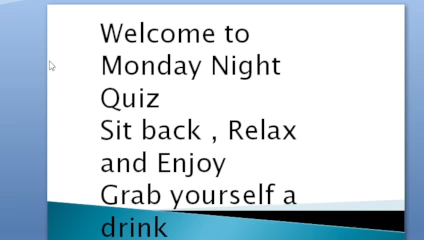 Welcome to
Monday Night
Quiz
Sit back , Relax
and Enjoy
Grab yourself a
drink